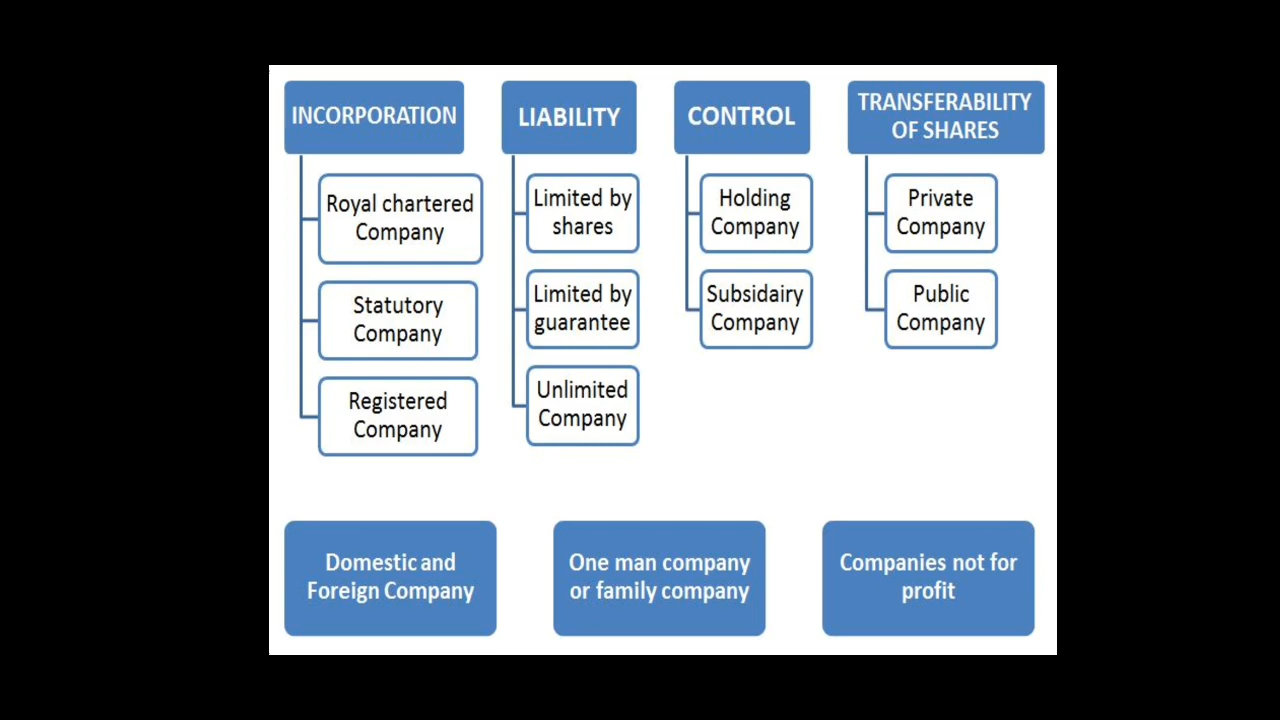 INCORPORATION
Royal chartered
Company
Statutory
Company
Registered
Company
LIABILITY
Limited by
shares
Limited by
guarantee
Unlimited
Company
CONTROL
Holding
Company
Subsidairy
Company
TRANSFERABILITY
OF SHARES
Private
Company
Public
Company
Domestic and
Foreign Company
One man company
or family company
Companies not for
profit